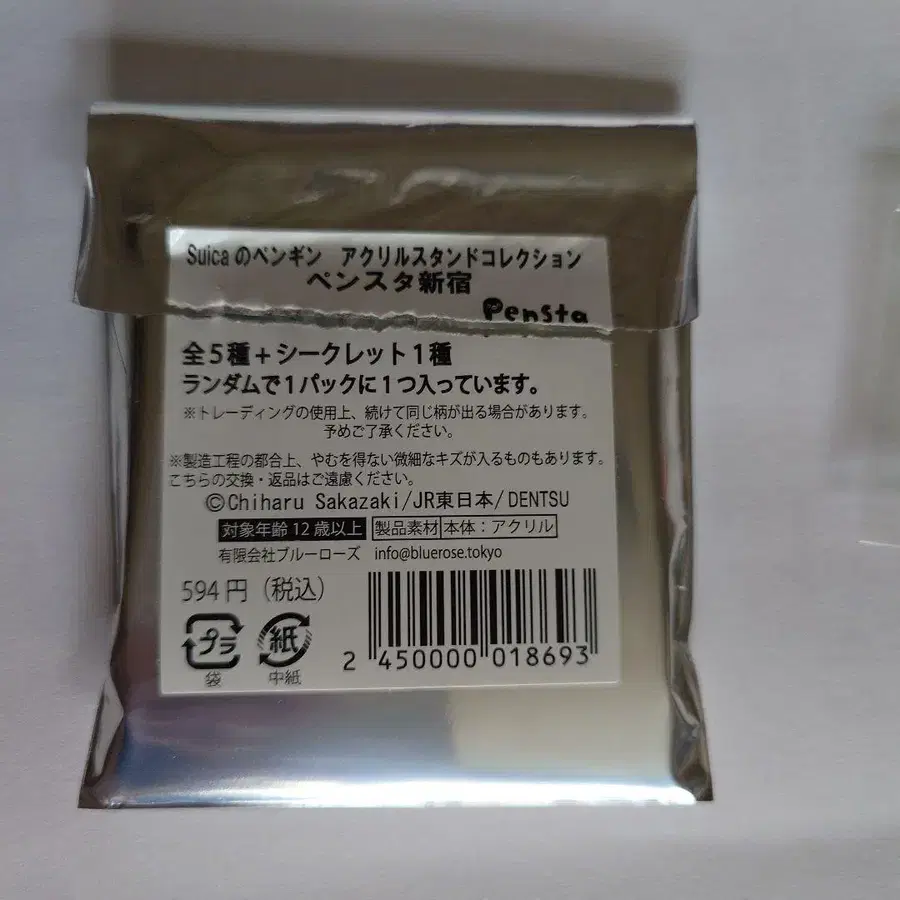 Suicaのペンギン　アクリルスタンドコレクション
ペンスタ新宿
Pensta
全5種+シークレット1種
ランダムで1パックに1つ入っています。
※トレーディングの使用上、続けて同じ柄が出る場合があります。
予めご了承ください。
※製造工程の都合上、やむを得ない微細なキズが入るものもあります。
こちらの交換・返品はご遠慮ください。
©Chiharu Sakazaki/JR東日本/DENTSU
対象年齢12歳以上 製品素材 本体：アクリル
有限会社ブルーローズ info@bluerose.tokyo
594円（税込）
プラ 紙
袋 中紙
2 450000 018693